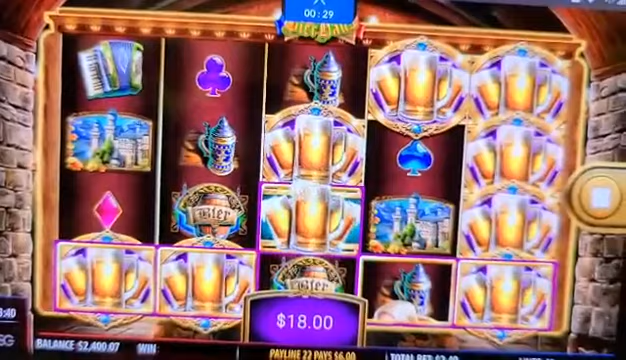 00:29
Bier
Bier
$18.00
BALANCE $2,400.07 WIN:
PAYLINE 22 PAYS $6.00
TOTAL BET